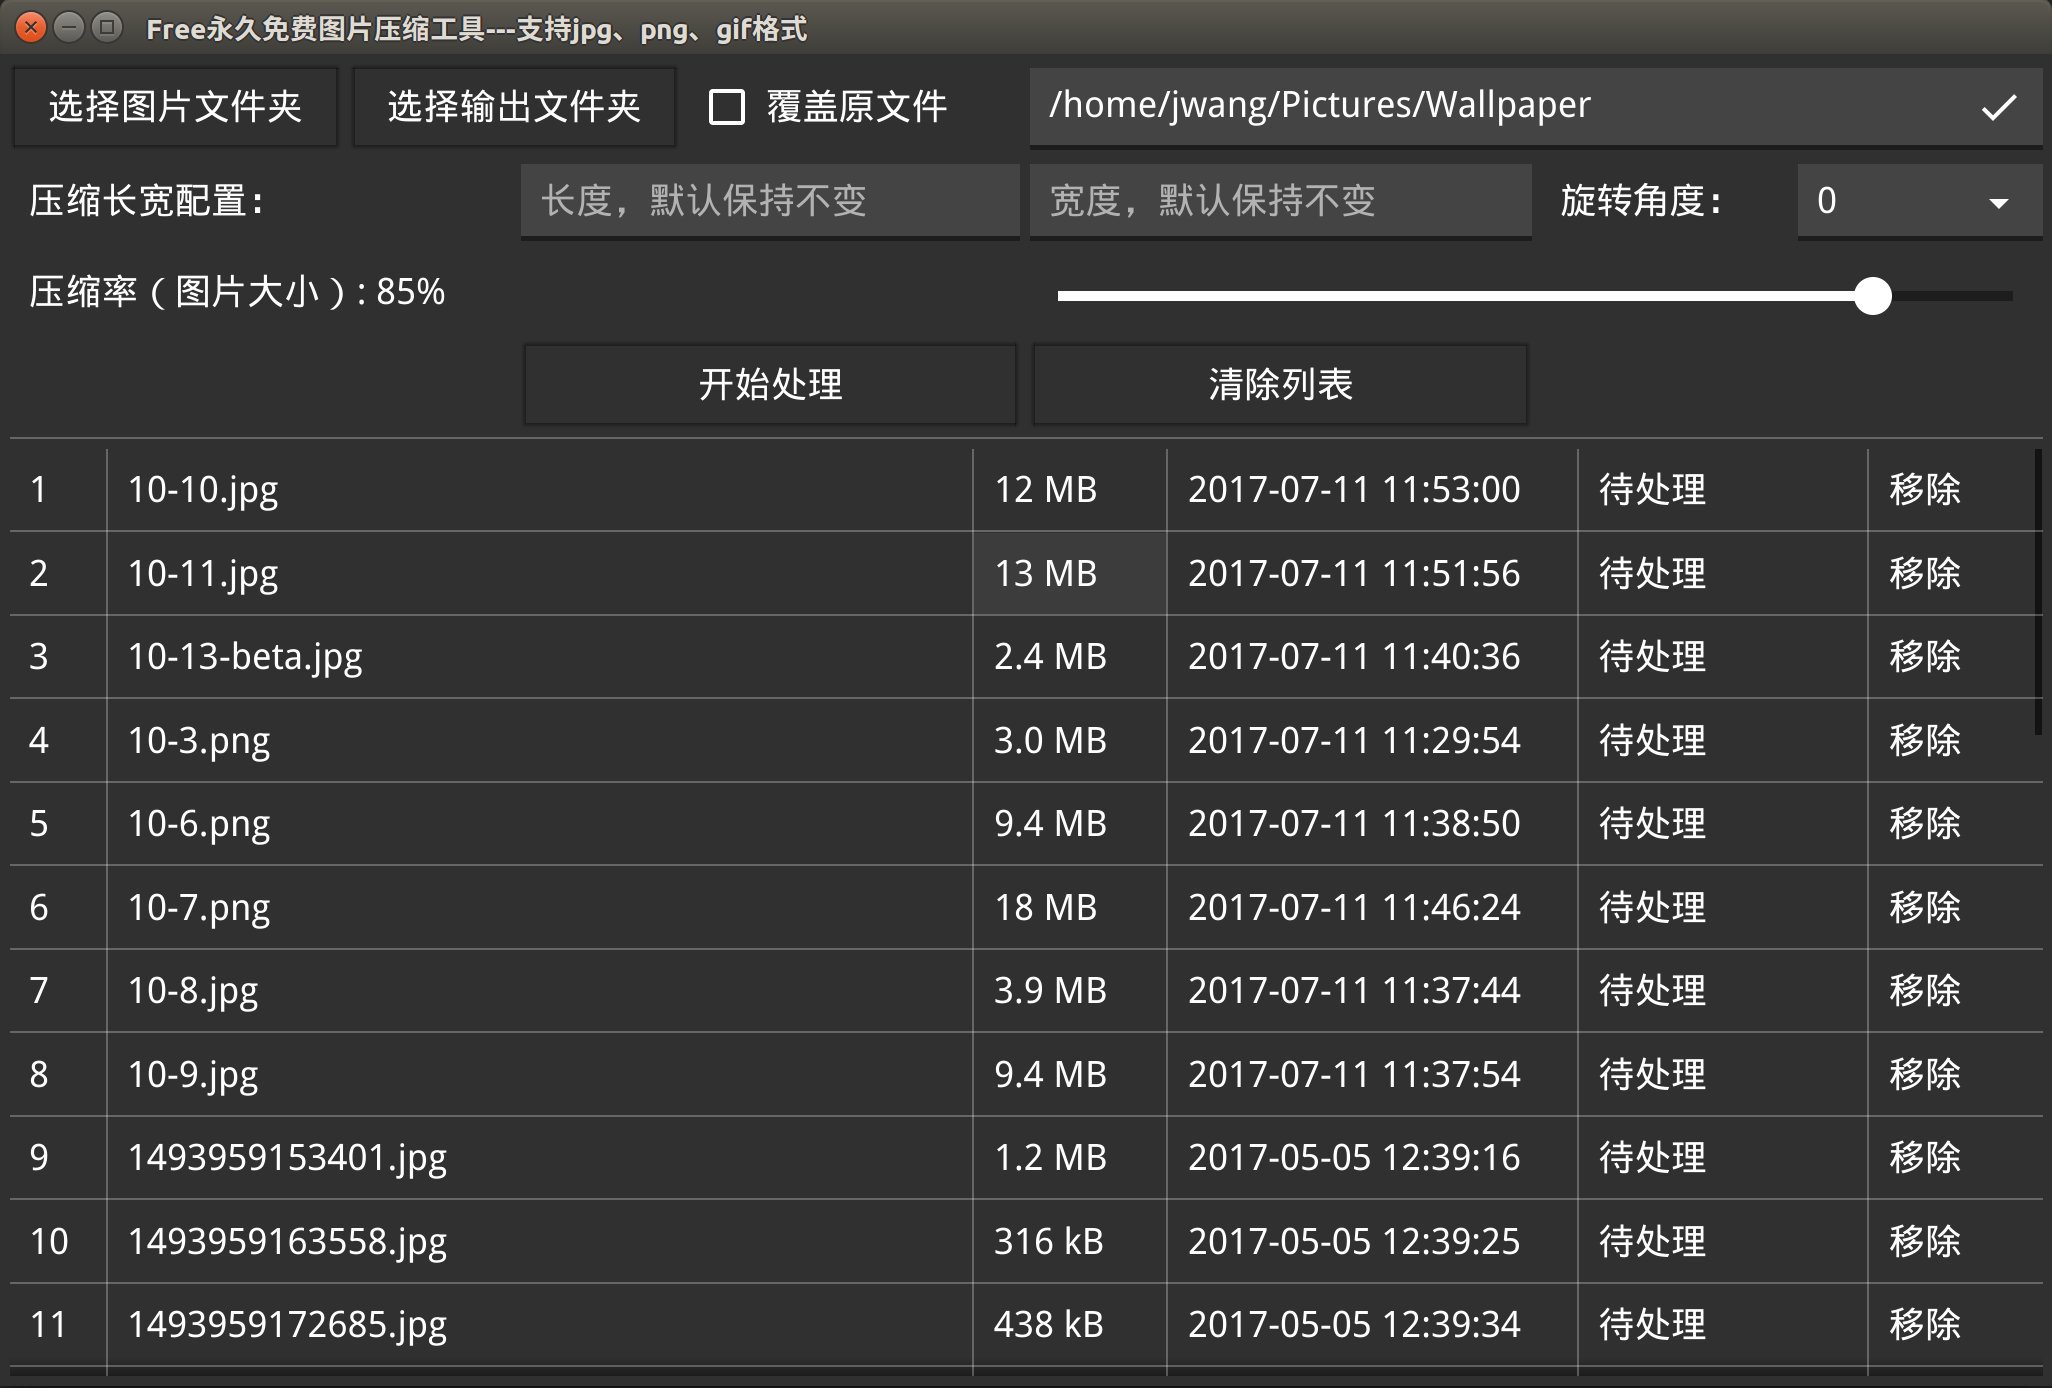 Free永久免费图片压缩工具---支持jpg、png、gif格式
选择图片文件夹 选择输出文件夹 覆盖原文件 /home/jwang/Pictures/Wallpaper
压缩长宽配置： 长度，默认保持不变 宽度，默认保持不变 旋转角度： 0
压缩率（图片大小）: 85%
开始处理 清除列表
1 10-10.jpg 12 MB 2017-07-11 11:53:00 待处理 移除
2 10-11.jpg 13 MB 2017-07-11 11:51:56 待处理 移除
3 10-13-beta.jpg 2.4 MB 2017-07-11 11:40:36 待处理 移除
4 10-3.png 3.0 MB 2017-07-11 11:29:54 待处理 移除
5 10-6.png 9.4 MB 2017-07-11 11:38:50 待处理 移除
6 10-7.png 18 MB 2017-07-11 11:46:24 待处理 移除
7 10-8.jpg 3.9 MB 2017-07-11 11:37:44 待处理 移除
8 10-9.jpg 9.4 MB 2017-07-11 11:37:54 待处理 移除
9 1493959153401.jpg 1.2 MB 2017-05-05 12:39:16 待处理 移除
10 1493959163558.jpg 316 kB 2017-05-05 12:39:25 待处理 移除
11 1493959172685.jpg 438 kB 2017-05-05 12:39:34 待处理 移除